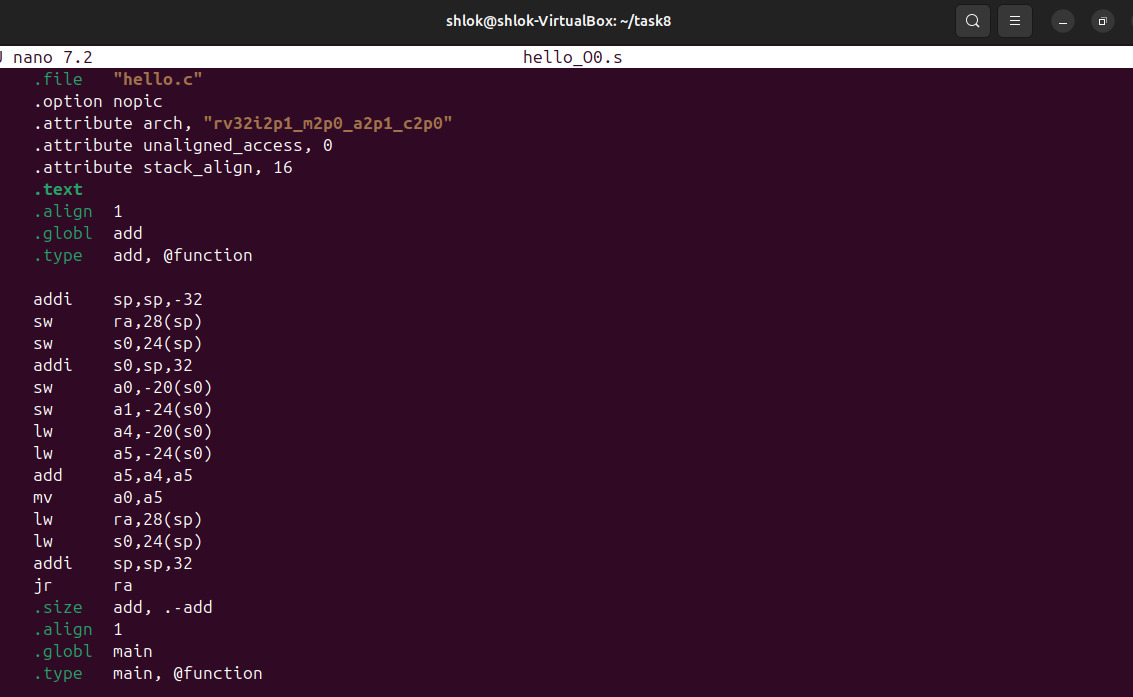 shlok@shlok-VirtualBox: ~/task8
nano 7.2 hello_O0.s
.file "hello.c"
.option nopic
.attribute arch, "rv32i2p1_m2p0_a2p1_c2p0"
.attribute unaligned_access, 0
.attribute stack_align, 16
.text
.align 1
.globl add
.type add, @function
addi sp,sp,-32
sw ra,28(sp)
sw s0,24(sp)
addi s0,sp,32
sw a0,-20(s0)
sw a1,-24(s0)
lw a4,-20(s0)
lw a5,-24(s0)
add a5,a4,a5
mv a0,a5
lw ra,28(sp)
lw s0,24(sp)
addi sp,sp,32
jr ra
.size add, .-add
.align 1
.globl main
.type main, @function